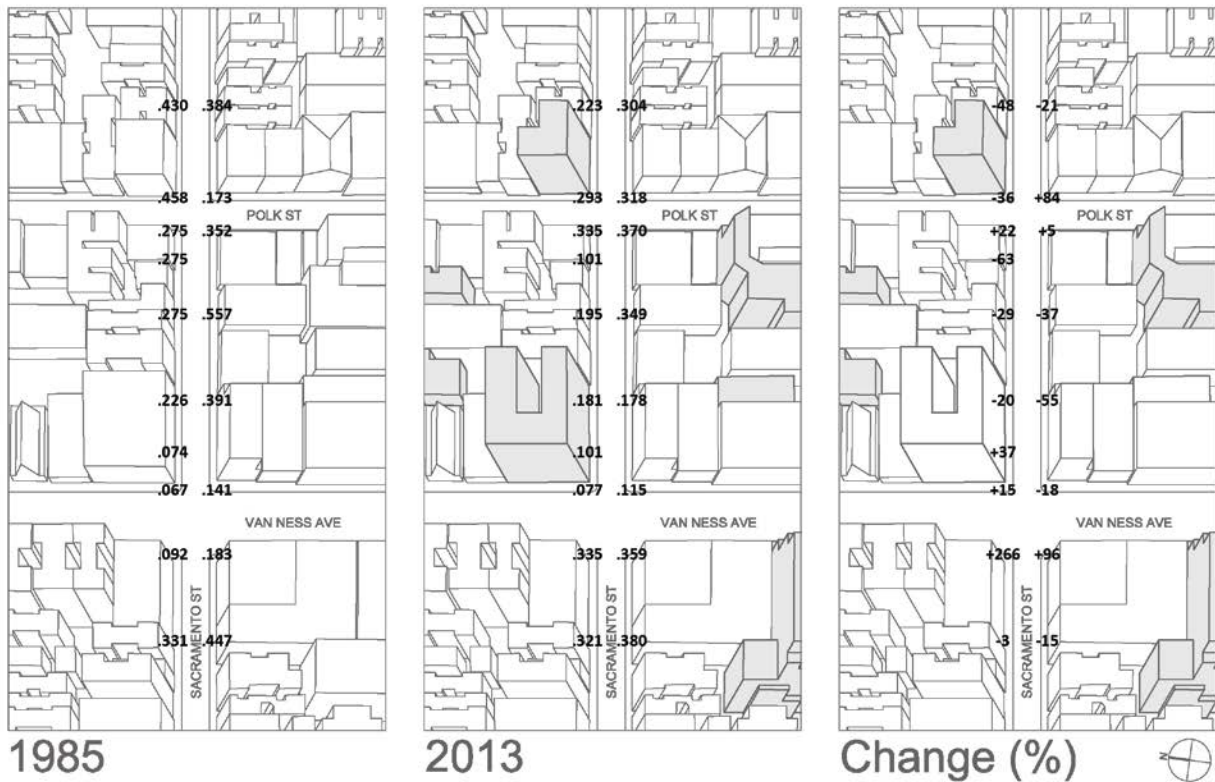 .430 .384
.458 .173
POLK ST
.275 .352
.275
.275 .557
.226 .391
.074
.067 .141
VAN NESS AVE
.092 .183
SACRAMENTO ST
.331 .447
1985
.223 .304
.293 .318
POLK ST
.335 .370
.101
.195 .349
.181 .178
.101
.077 .115
VAN NESS AVE
.335 .359
SACRAMENTO ST
.321 .380
2013
-48 -21
-36 +84
POLK ST
+22 +5
-63
-29 -37
-20 -55
+37
+15 -18
VAN NESS AVE
+266 +96
SACRAMENTO ST
-3 -15
Change (%)
N